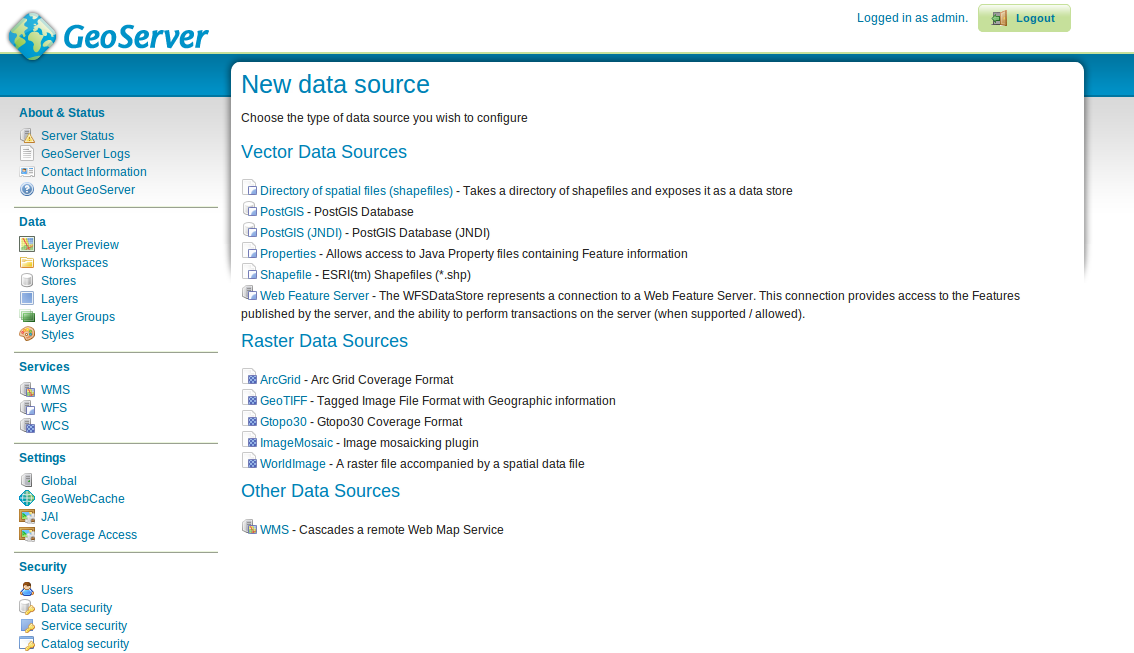 GeoServer
Logged in as admin.
Logout
About & Status
Server Status
GeoServer Logs
Contact Information
About GeoServer
Data
Layer Preview
Workspaces
Stores
Layers
Layer Groups
Styles
Services
WMS
WFS
WCS
Settings
Global
GeoWebCache
JAI
Coverage Access
Security
Users
Data security
Service security
Catalog security
New data source
Choose the type of data source you wish to configure
Vector Data Sources
Directory of spatial files (shapefiles) - Takes a directory of shapefiles and exposes it as a data store
PostGIS - PostGIS Database
PostGIS (JNDI) - PostGIS Database (JNDI)
Properties - Allows access to Java Property files containing Feature information
Shapefile - ESRI(tm) Shapefiles (*.shp)
Web Feature Server - The WFSDataStore represents a connection to a Web Feature Server. This connection provides access to the Features
published by the server, and the ability to perform transactions on the server (when supported / allowed).
Raster Data Sources
ArcGrid - Arc Grid Coverage Format
GeoTIFF - Tagged Image File Format with Geographic information
Gtopo30 - Gtopo30 Coverage Format
ImageMosaic - Image mosaicking plugin
WorldImage - A raster file accompanied by a spatial data file
Other Data Sources
WMS - Cascades a remote Web Map Service